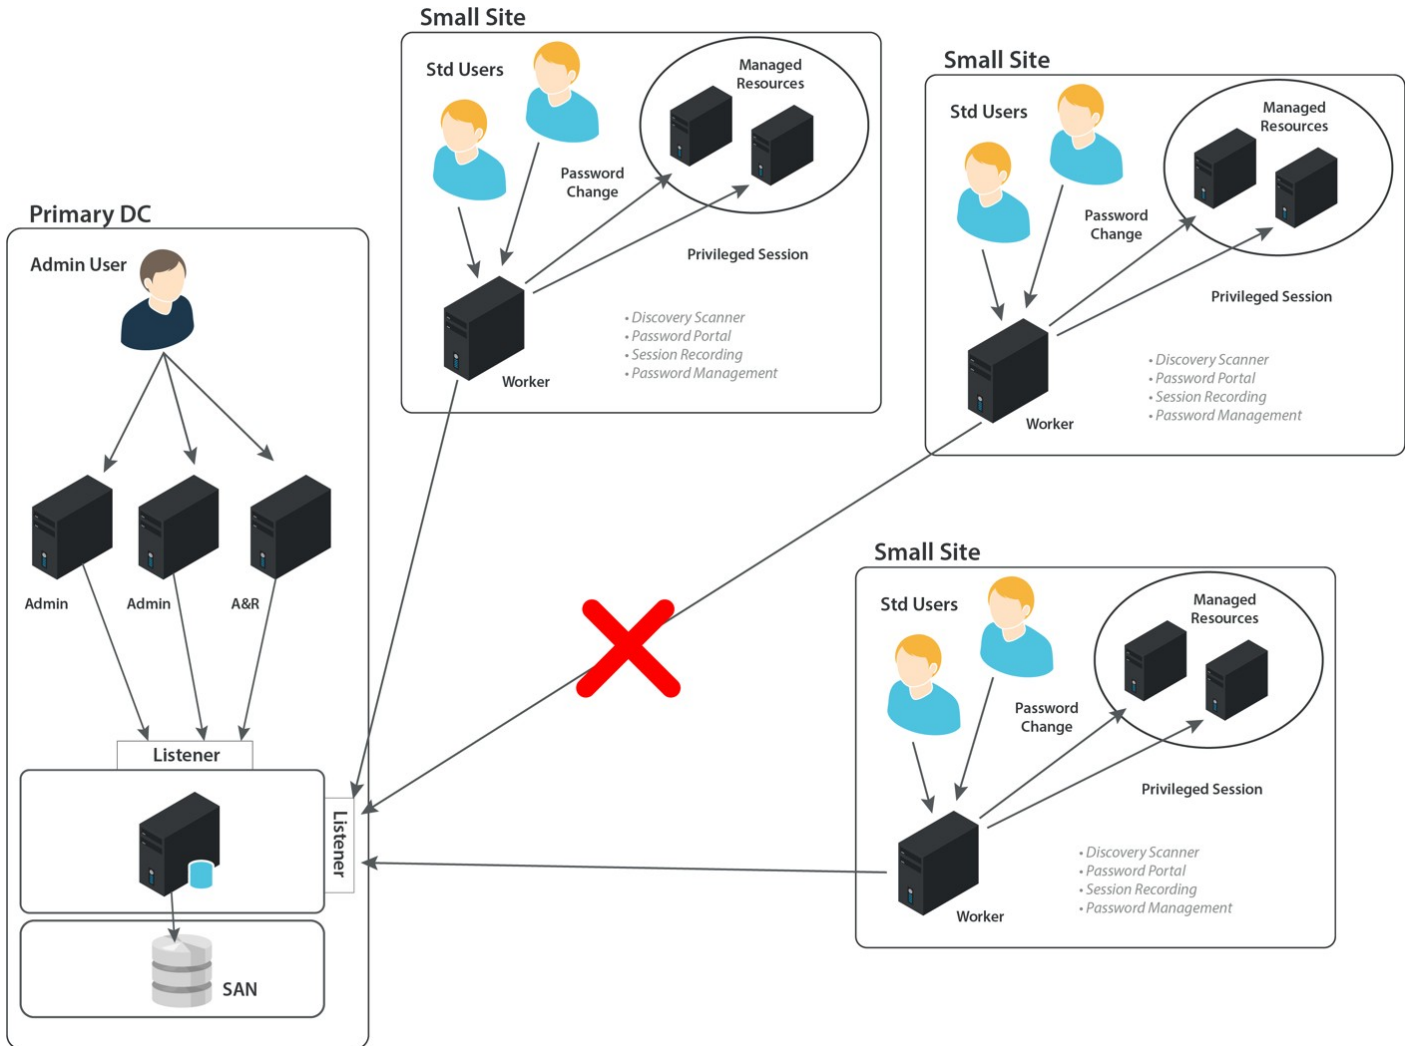 Small Site
Std Users
Managed
Resources
Password
Change
Privileged Session
• Discovery Scanner
• Password Portal
• Session Recording
• Password Management
Worker
Small Site
Std Users
Managed
Resources
Password
Change
Privileged Session
• Discovery Scanner
• Password Portal
• Session Recording
• Password Management
Worker
Primary DC
Admin User
Admin
Admin
A&R
Listener
Listener
SAN
Small Site
Std Users
Managed
Resources
Password
Change
Privileged Session
• Discovery Scanner
• Password Portal
• Session Recording
• Password Management
Worker